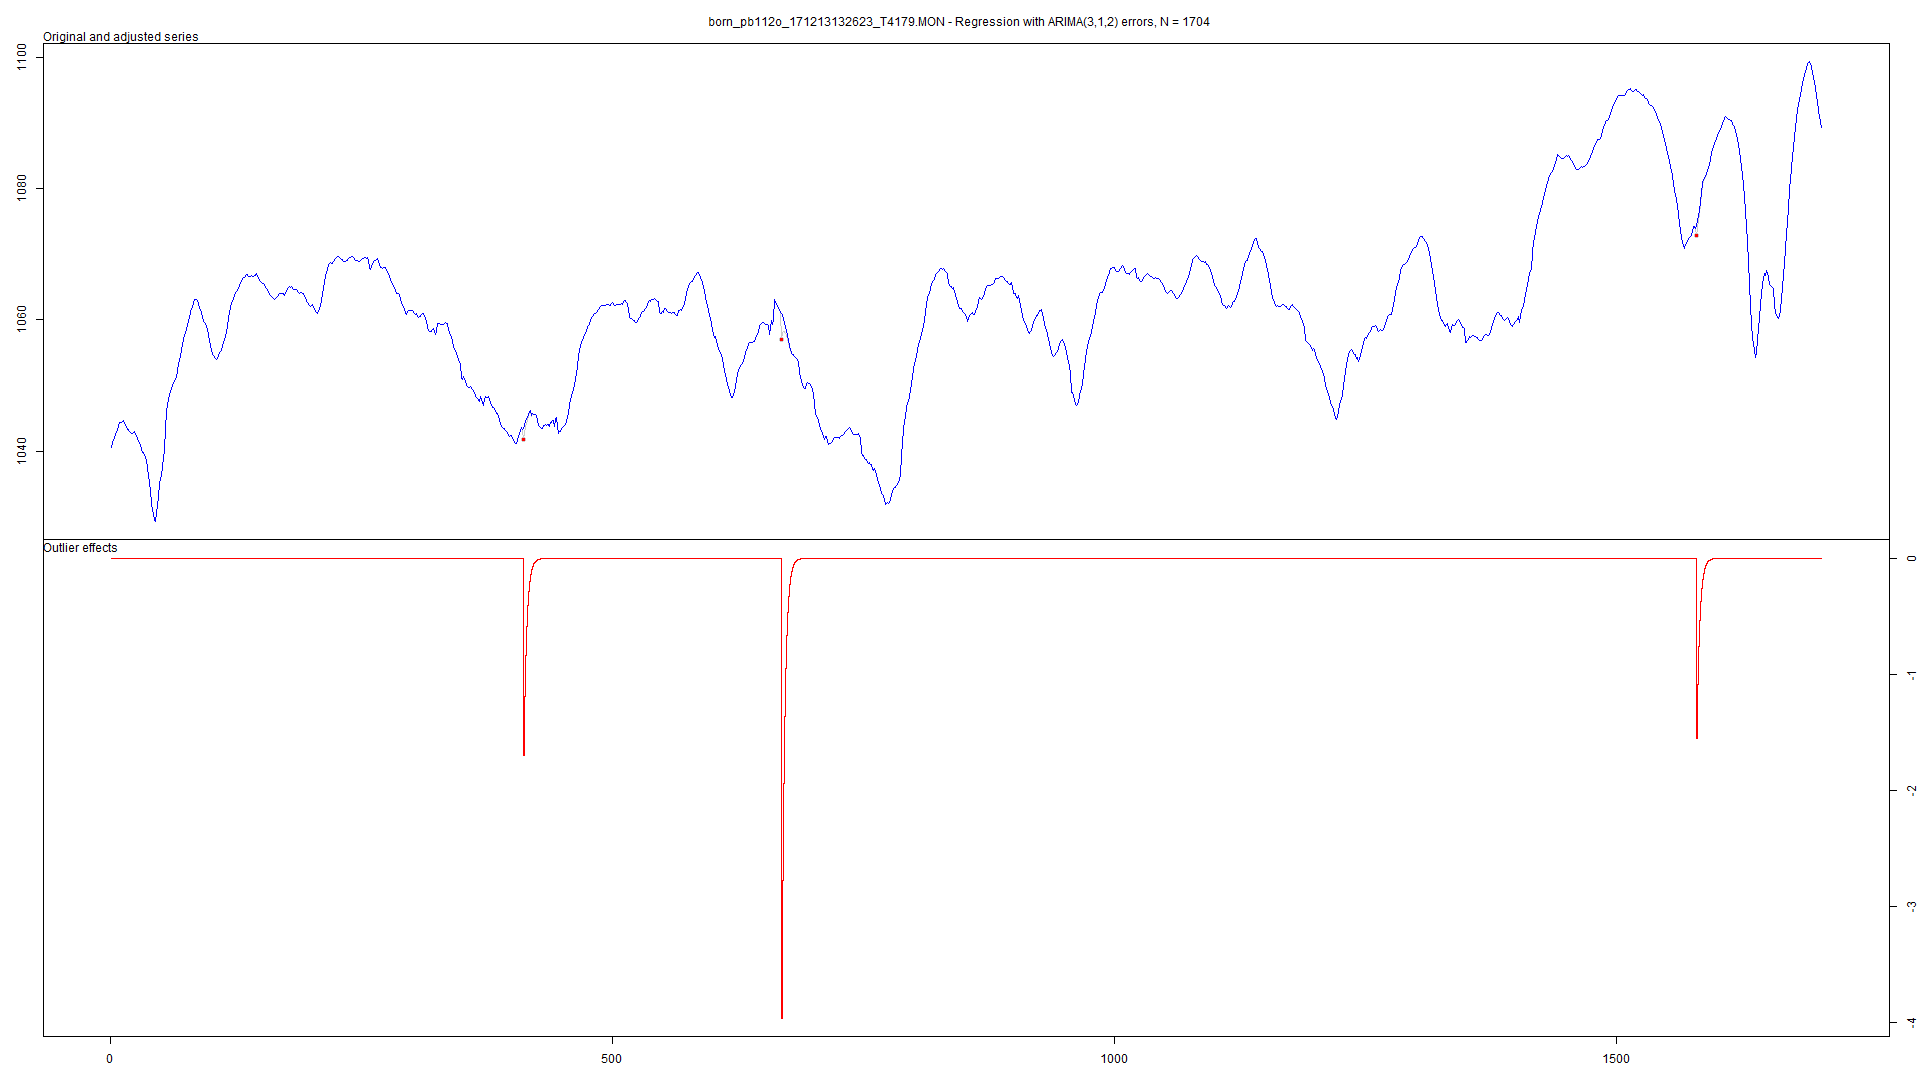 born_pb112o_171213132623_T4179.MON - Regression with ARIMA(3,1,2) errors, N = 1704
Original and adjusted series
1100
1080
1060
1040
Outlier effects
0
-1
-2
-3
-4
0 500 1000 1500